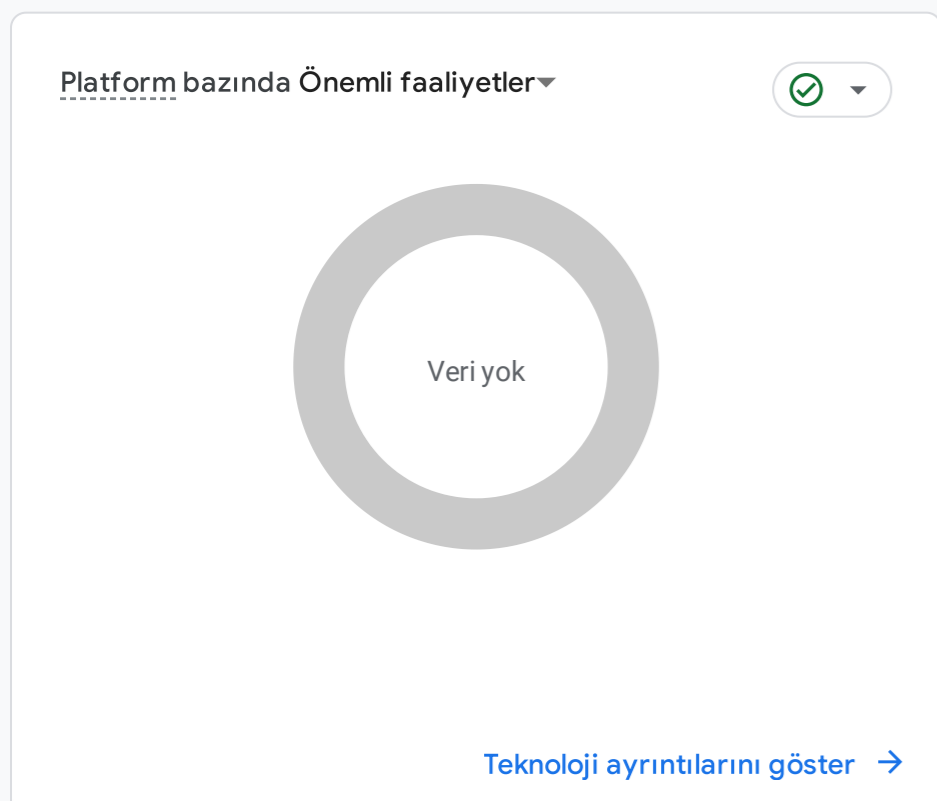 Platform bazında Önemli faaliyetler
Veri yok
Teknoloji ayrıntılarını göster